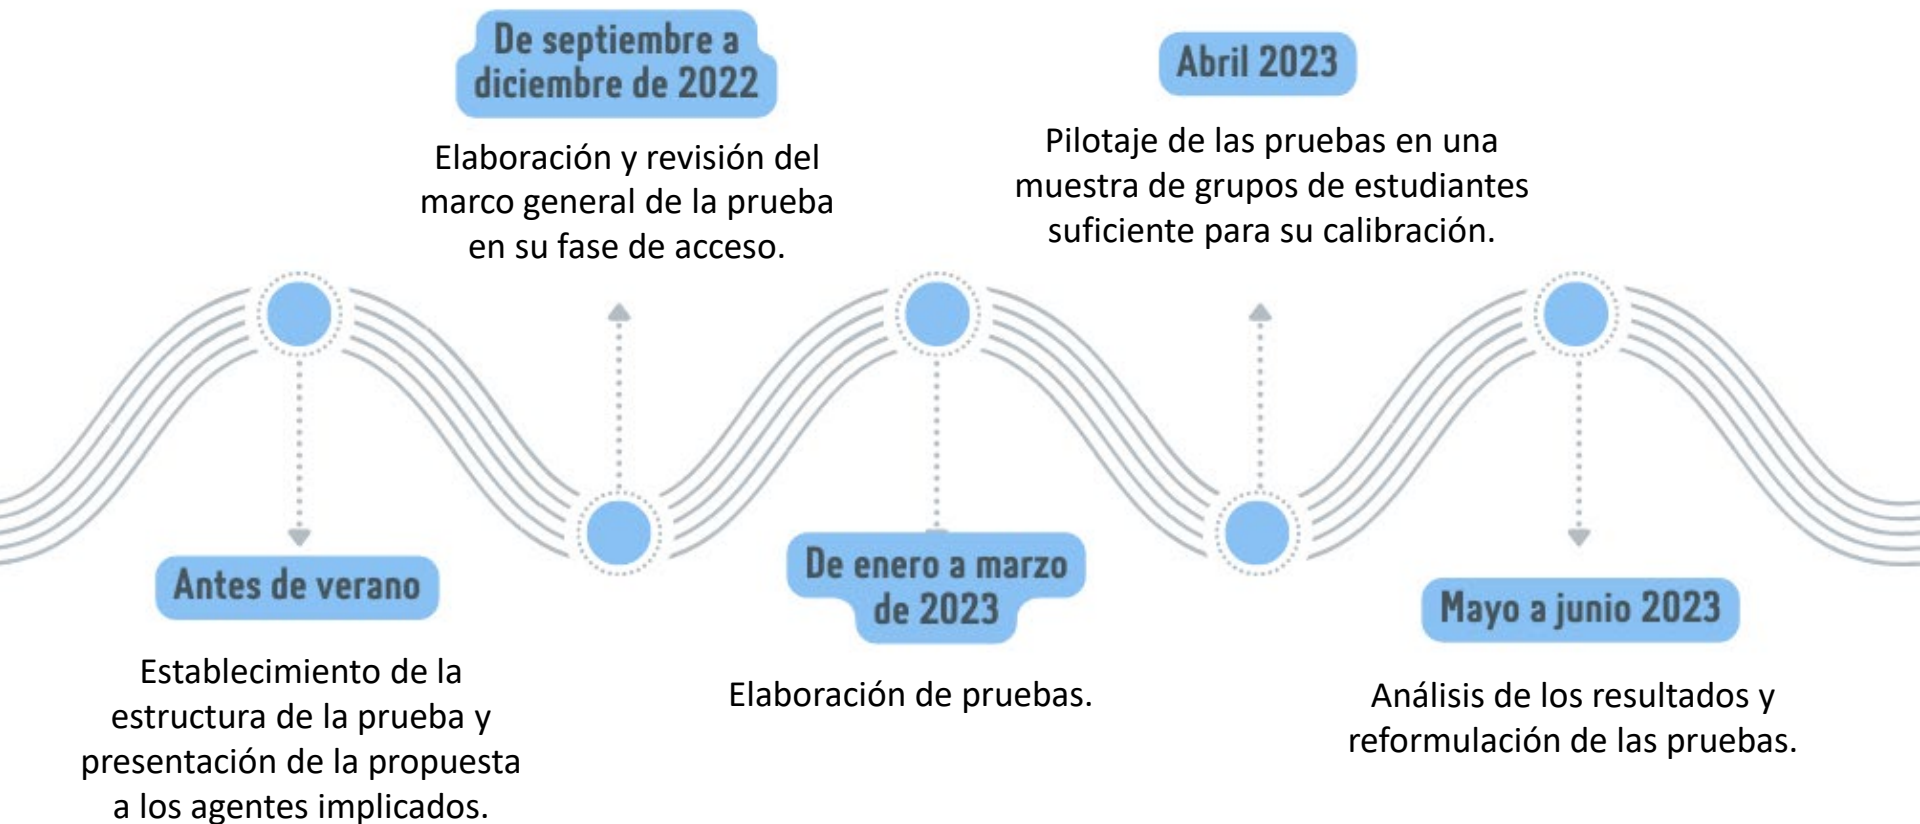 Antes de verano
Establecimiento de la
estructura de la prueba y
presentación de la propuesta
a los agentes implicados.
De septiembre a
diciembre de 2022
Elaboración y revisión del
marco general de la prueba
en su fase de acceso.
De enero a marzo
de 2023
Elaboración de pruebas.
Abril 2023
Pilotaje de las pruebas en una
muestra de grupos de estudiantes
suficiente para su calibración.
Mayo a junio 2023
Análisis de los resultados y
reformulación de las pruebas.